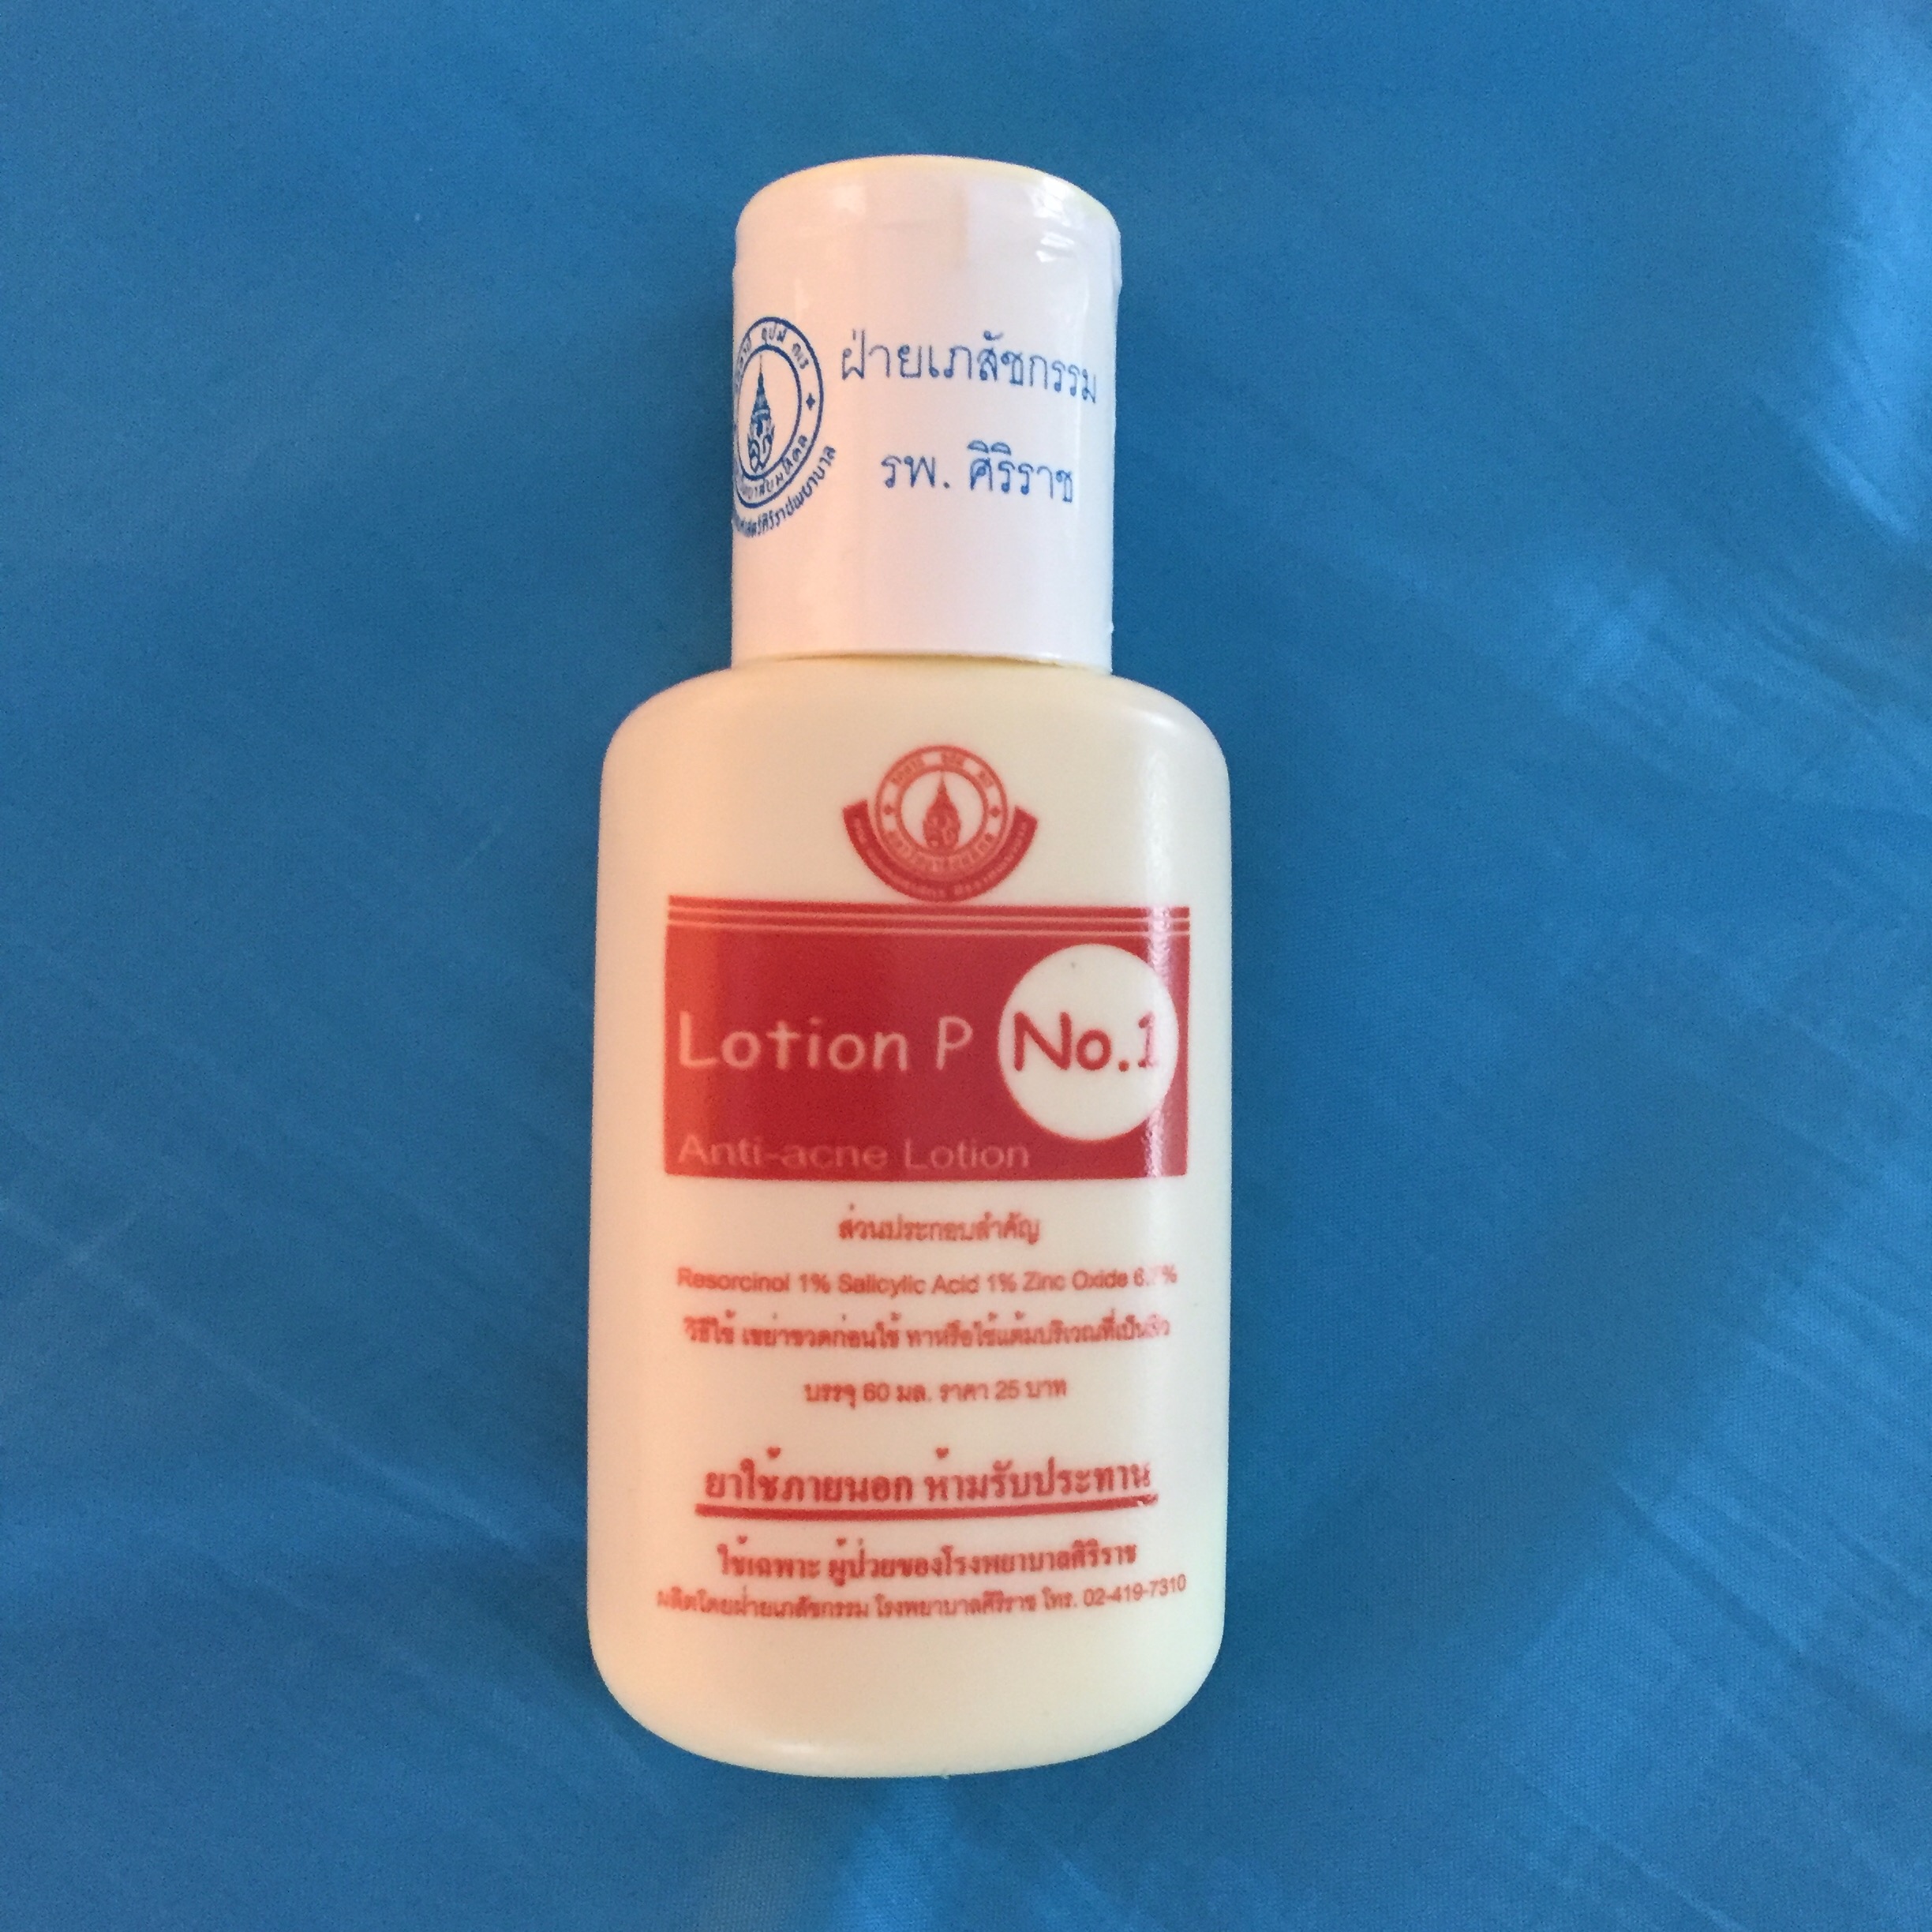 ฝ่ายเภสัชกรรม
รพ. ศิริราช
Lotion P No.1
Anti-acne Lotion
ส่วนประกอบสำคัญ
Resorcinol 1% Salicylic Acid 1% Zinc Oxide
วิธีใช้ เขย่าขวดก่อนใช้ ทาหรือใช้แต้มบริเวณที่เป็นสิว
บรรจุ 60 มล. ราคา 25 บาท
ยาใช้ภายนอก ห้ามรับประทาน
ใช้เฉพาะ ผู้ป่วยของโรงพยาบาลศิริราช
ผลิตโดยฝ่ายเภสัชกรรม โรงพยาบาลศิริราช โทร. 02-419-7310